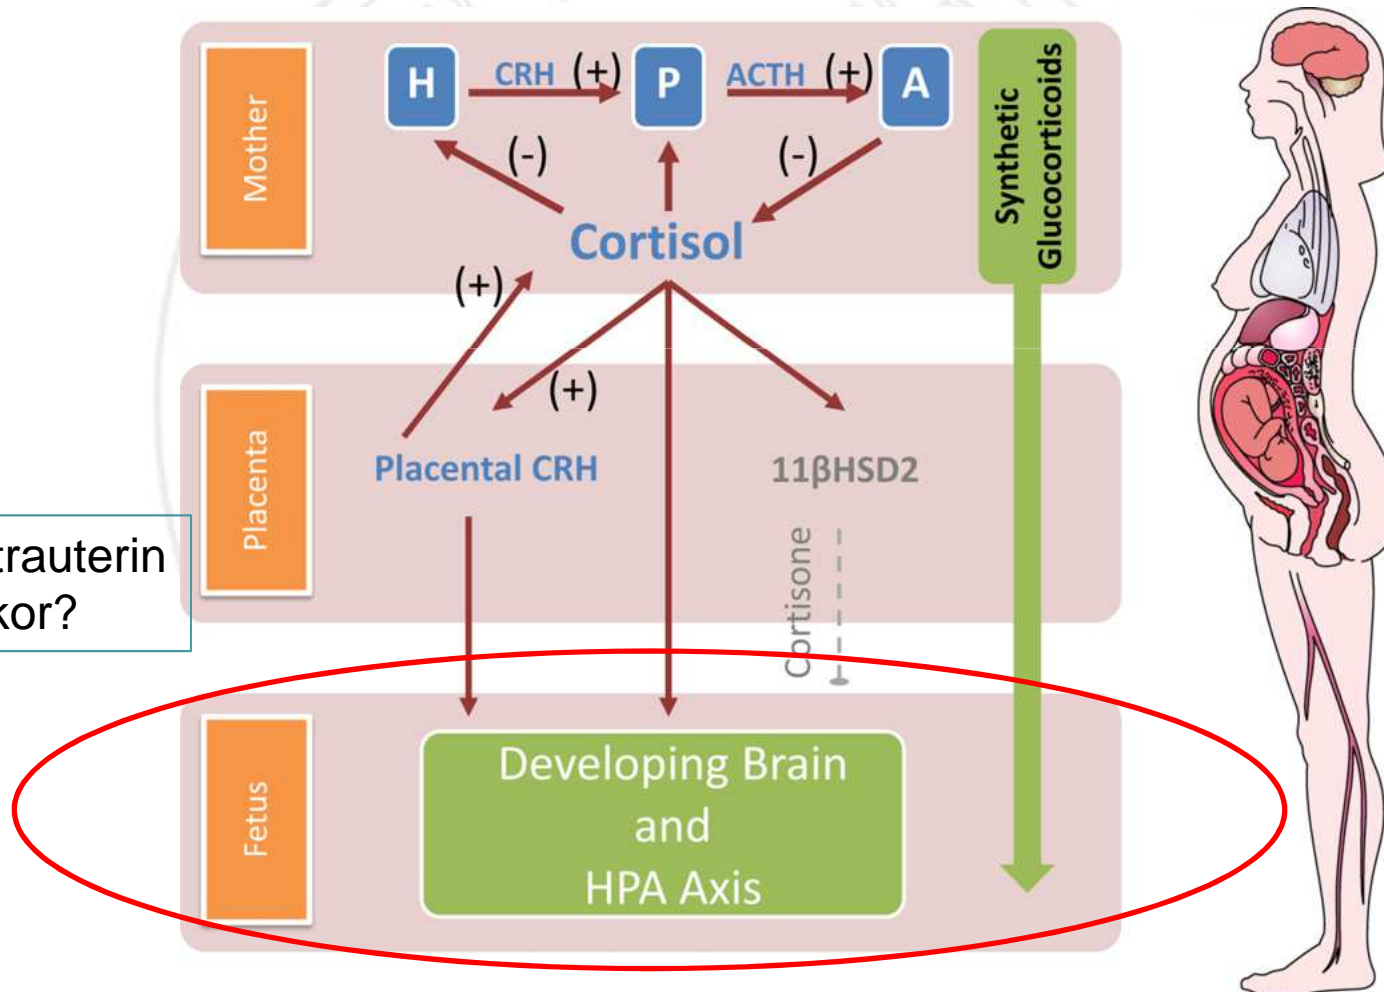 Mother
H
CRH (+)
P
ACTH (+)
A
(-)
(-)
Cortisol
Synthetic
Glucocorticoids
(+)
(+)
Placenta
Placental CRH
11βHSD2
Cortisone
kor?
Fetus
Developing Brain
and
HPA Axis